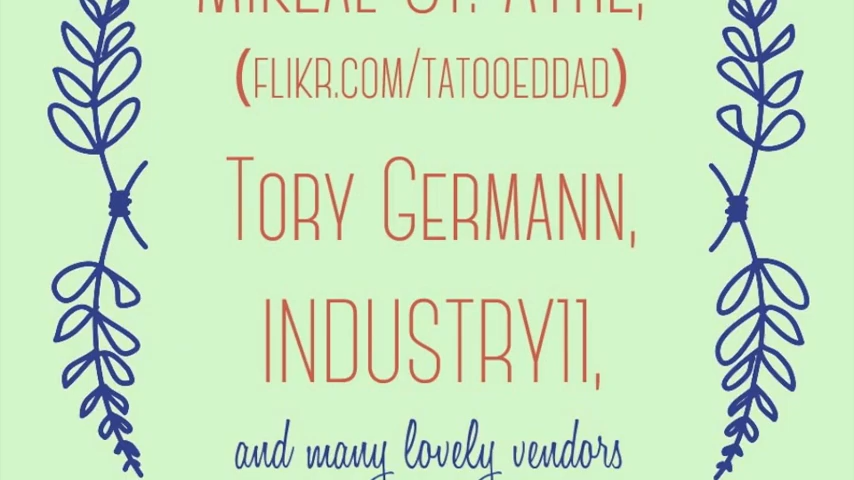 (FLIKR.COM/TATOOEDDAD)
TORY GERMANN,
INDUSTRY11,
and many lovely vendors